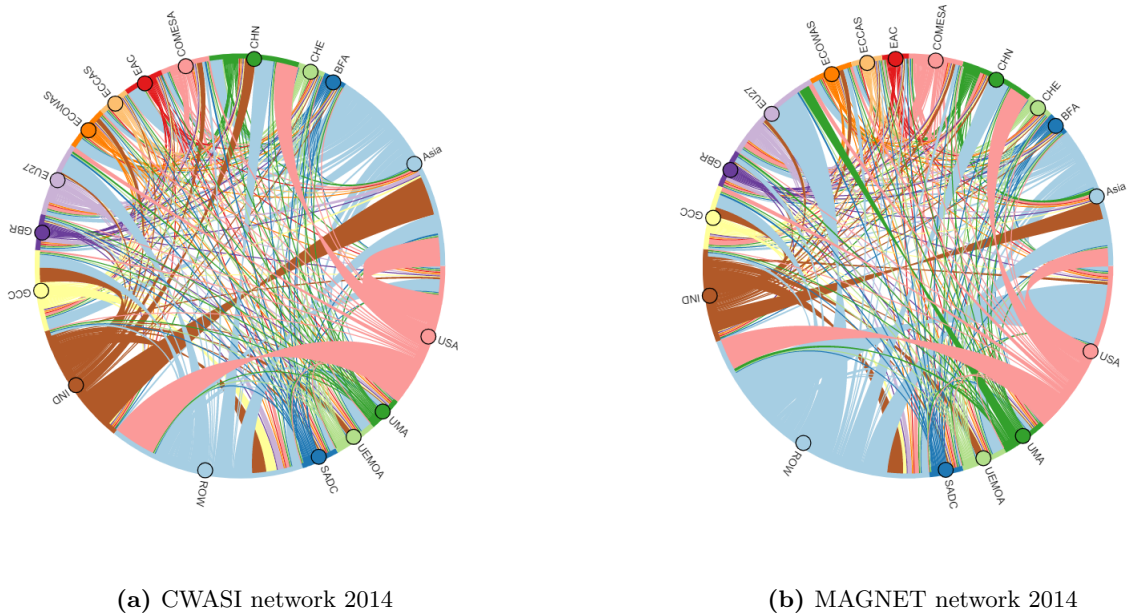 COMESA
CHN
CHE
BFA
EAC
ECCAS
ECOWAS
EU27
GBR
GCC
IND
ROW
SADC
UEMOA
UMA
USA
Asia
(a) CWASI network 2014
COMESA
CHN
CHE
BFA
EAC
ECCAS
ECOWAS
EU27
GBR
GCC
IND
ROW
SADC
UEMOA
UMA
USA
Asia
(b) MAGNET network 2014